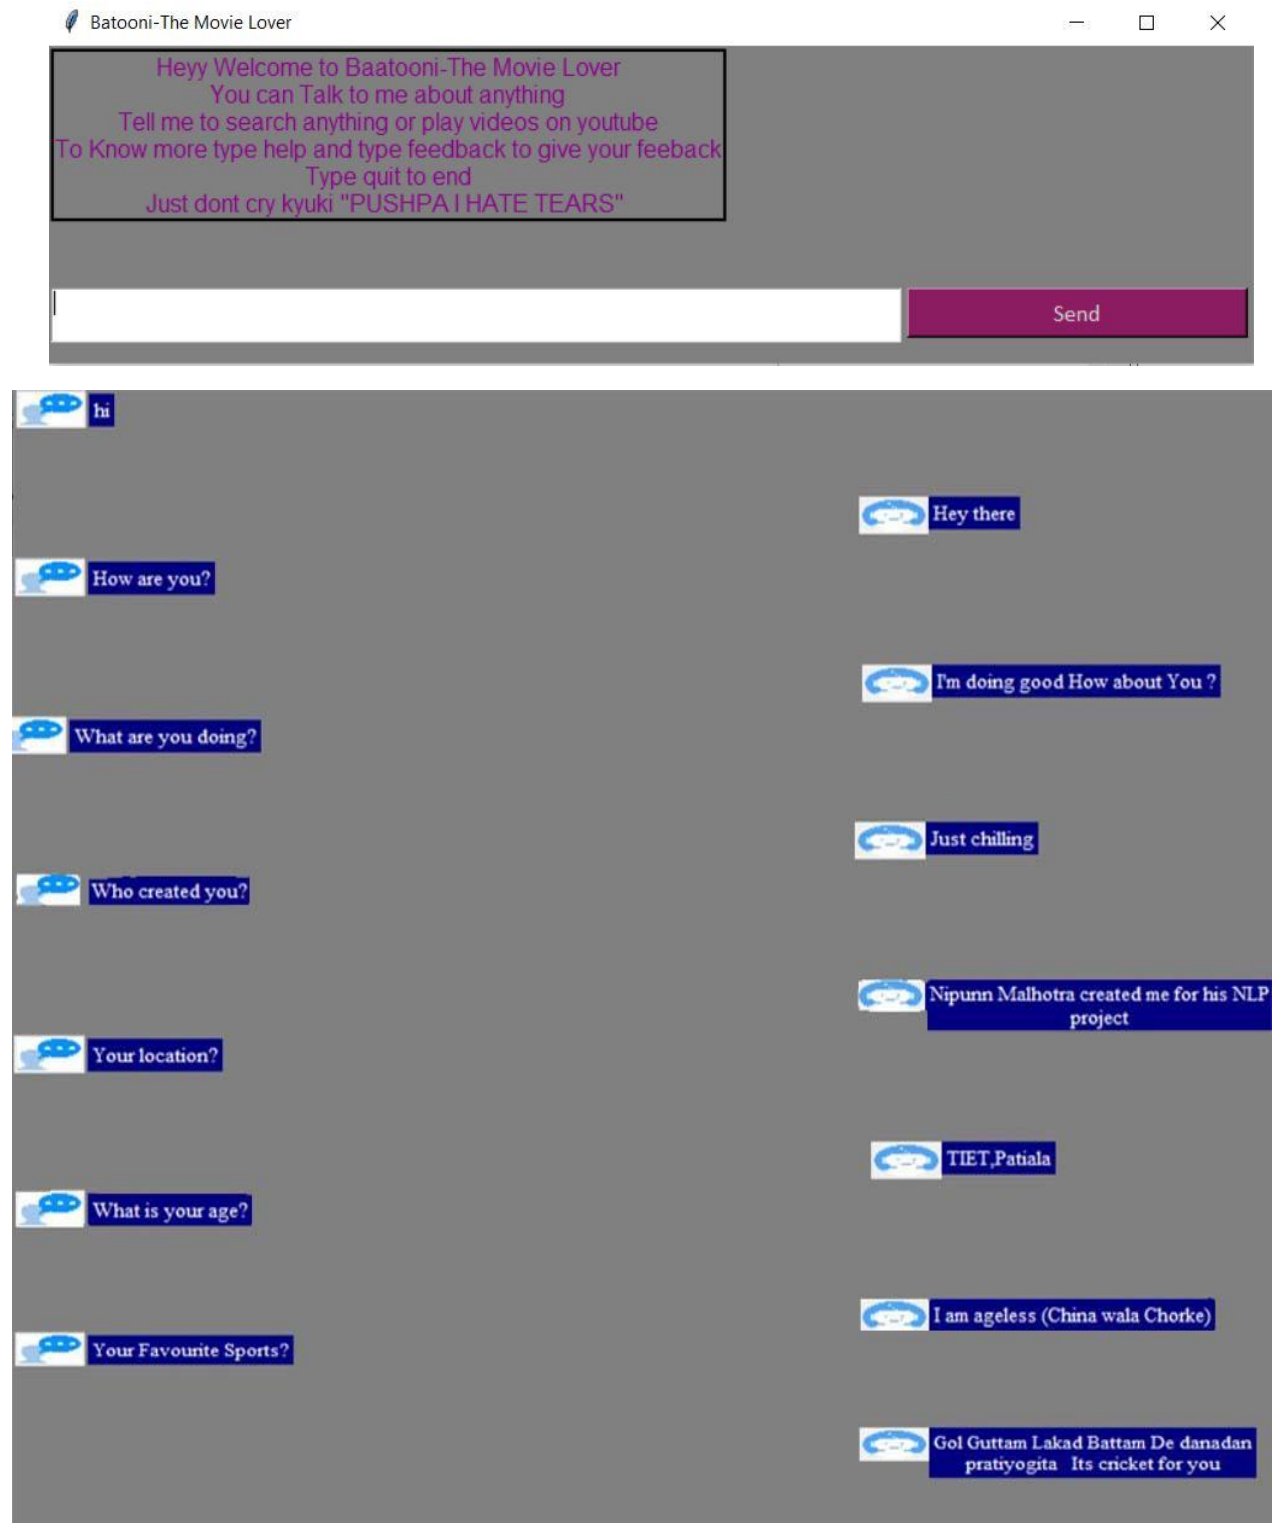 Batooni-The Movie Lover
Heyy Welcome to Baatooni-The Movie Lover
You can Talk to me about anything
Tell me to search anything or play videos on youtube
To Know more type help and type feedback to give your feeback
Type quit to end
Just dont cry kyuki "PUSHPA I HATE TEARS"
Send
hi
Hey there
How are you?
I'm doing good How about You ?
What are you doing?
Just chilling
Who created you?
Nipunn Malhotra created me for his NLP
project
Your location?
TIET,Patiala
What is your age?
I am ageless (China wala Chorke)
Your Favourite Sports?
Gol Guttam Lakad Battam De danadan
pratiyogita Its cricket for you